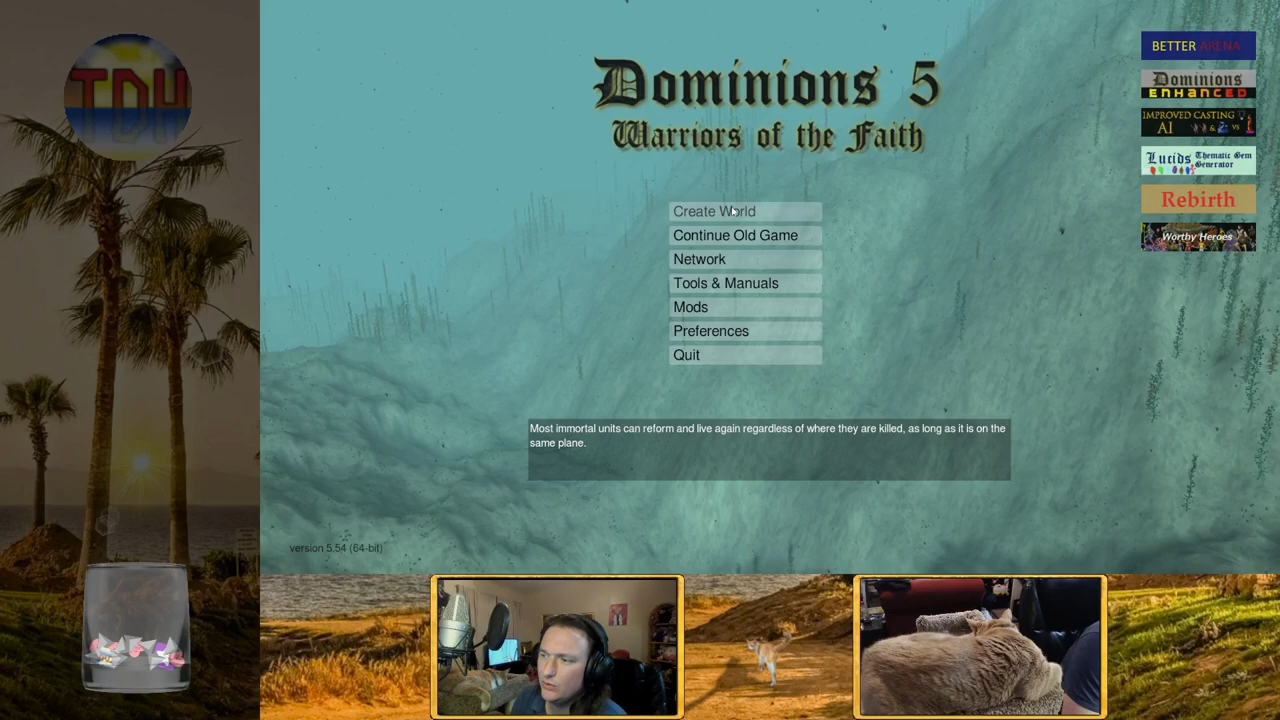 TDH
Dominions 5
Warriors of the Faith
Create World
Continue Old Game
Network
Tools & Manuals
Mods
Preferences
Quit
Most immortal units can reform and live again regardless of where they are killed, as long as it is on the
same plane.
version 5.54 (64-bit)
BETTER ARENA
Dominions
ENHANCED
IMPROVED CASTING
AI & VS
Lucids Thematic Gem
Generator
Rebirth
Worthy Heroes